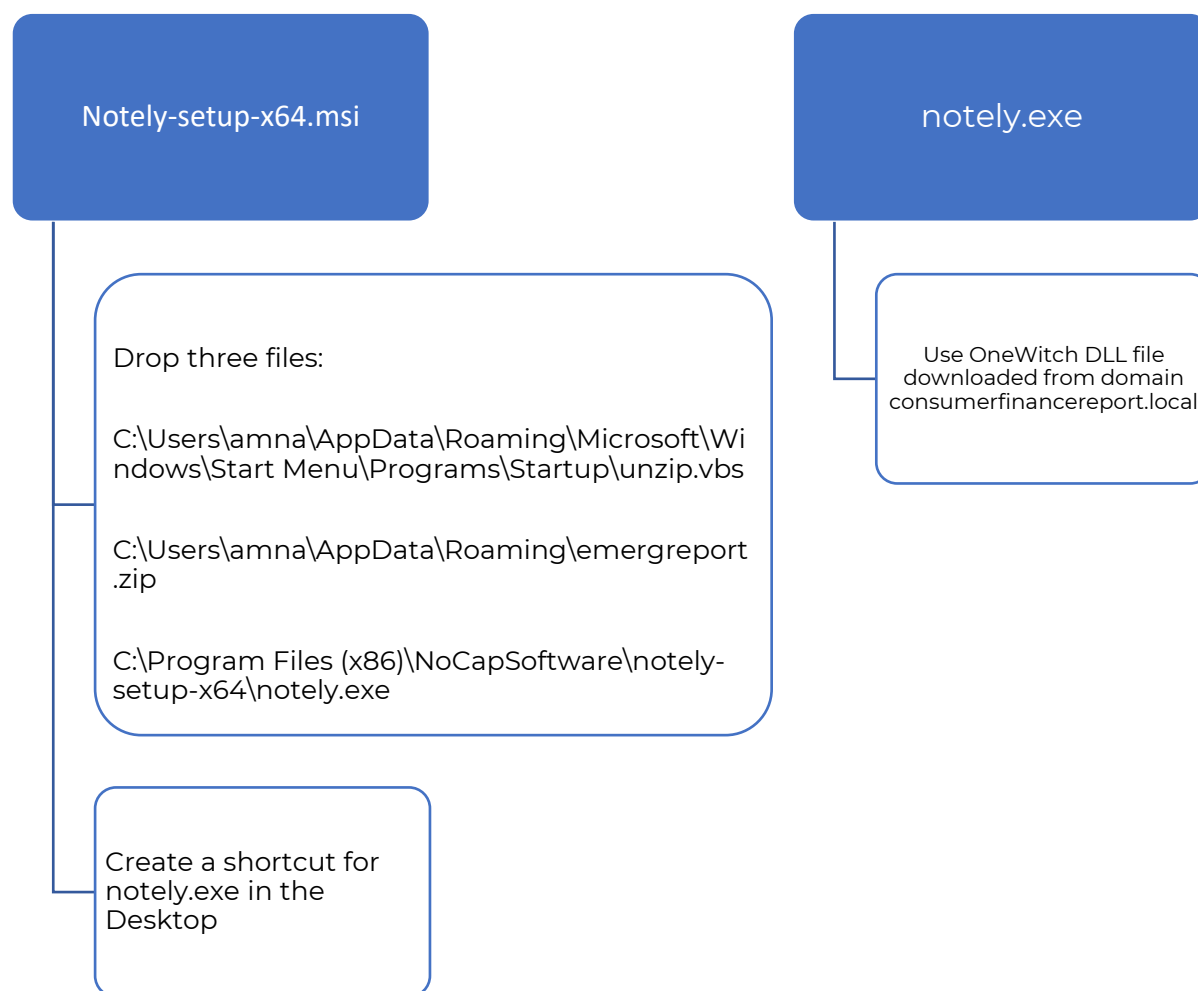 Notely-setup-x64.msi
Drop three files:
C:\Users\amna\AppData\Roaming\Microsoft\Wi
ndows\Start Menu\Programs\Startup\unzip.vbs
C:\Users\amna\AppData\Roaming\emergreport
.zip
C:\Program Files (x86)\NoCapSoftware\notely-
setup-x64\notely.exe
Create a shortcut for
notely.exe in the
Desktop
notely.exe
Use OneWitch DLL file
downloaded from domain
consumerfinancereport.local